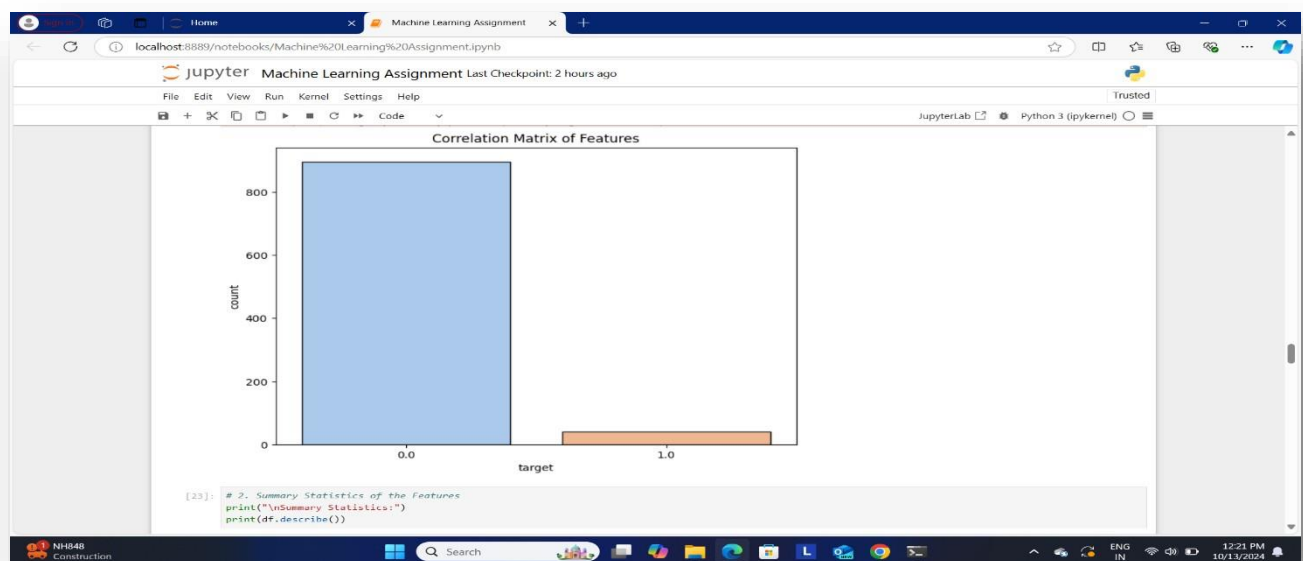 Sign in
Home
Machine Learning Assignment
localhost:8889/notebooks/Machine%20Learning%20Assignment.ipynb
jupyter Machine Learning Assignment Last Checkpoint: 2 hours ago
File Edit View Run Kernel Settings Help
Trusted
Code
JupyterLab
Python 3 (ipykernel)
Correlation Matrix of Features
800
600
400
200
0
count
0.0
1.0
target
[23]: # 2. Summary Statistics of the Features
print("\nSummary Statistics:")
print(df.describe())
NH848
Construction
Search
L
ENG
IN
12:21 PM
10/13/2024